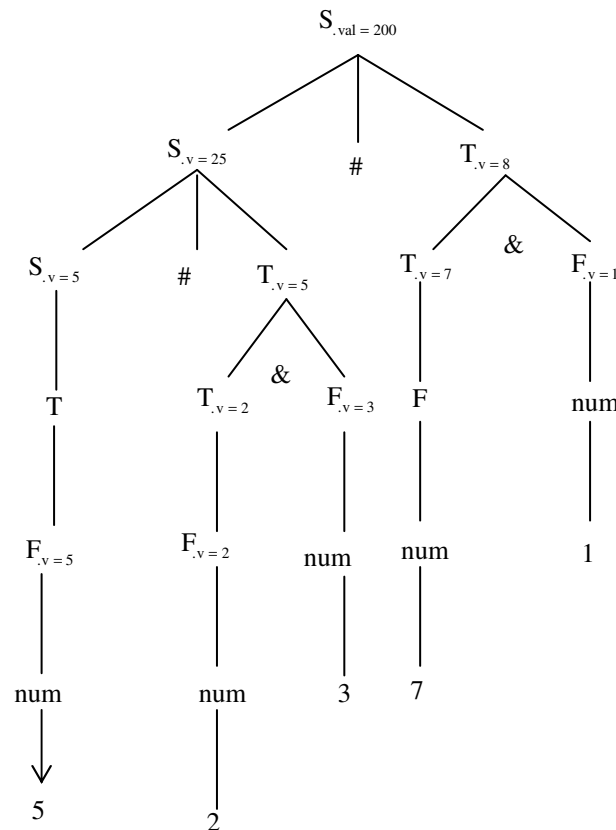 S.val = 200
S.v = 25 # T.v = 8
S.v = 5 # T.v = 5 T.v = 7 & F.v = 1
T T.v = 2 & F.v = 3 F num
F.v = 5 F.v = 2 num num 1
num num 3 7
5 2